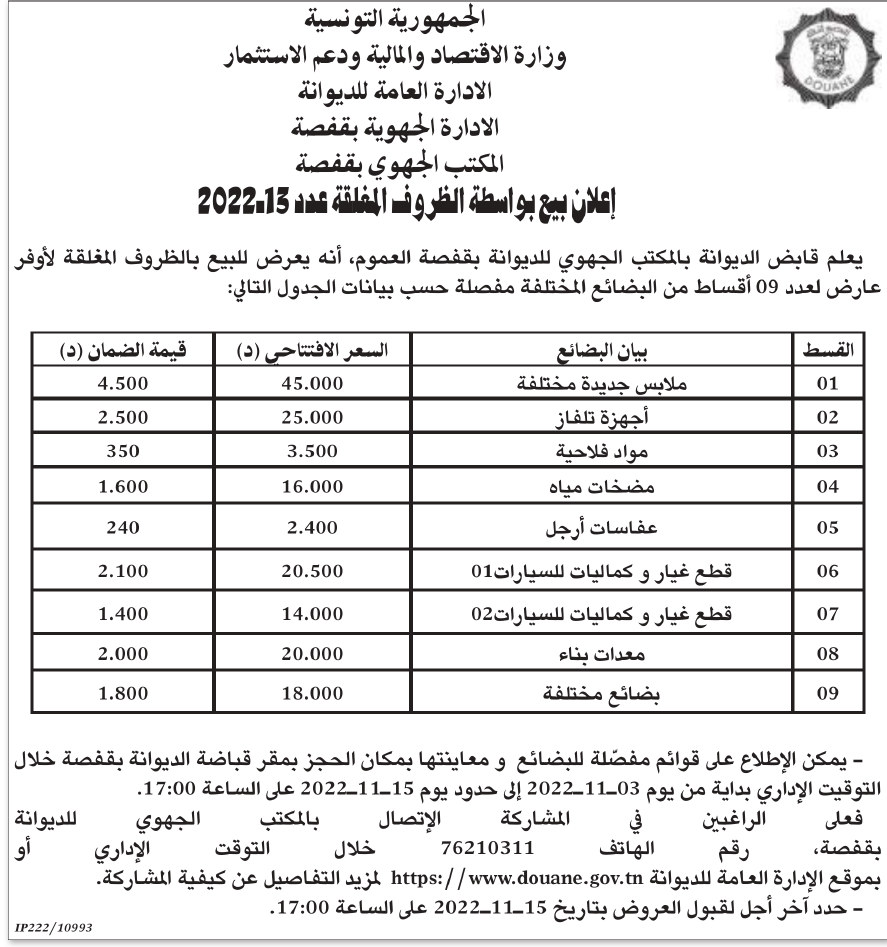 الجمهورية التونسية
وزارة الاقتصاد والمالية ودعم الاستثمار
الادارة العامة للديوانة
الادارة الجهوية بقفصة
المكتب الجهوي بقفصة
DOUANE
إعلان بيع بواسطة الظروف المغلقة عدد 13ـ2022
يعلم قابض الديوانة بالمكتب الجهوي للديوانة بقفصة العموم، أنه يعرض للبيع بالظروف المغلقة لأوفر
عارض لعدد 09 أقساط من البضائع المختلفة مفصلة حسب بيانات الجدول التالي:
القسط بيان البضائع السعر الافتتاحي (د) قيمة الضمان (د)
01 ملابس جديدة مختلفة 45.000 4.500
02 أجهزة تلفاز 25.000 2.500
03 مواد فلاحية 3.500 350
04 مضخات مياه 16.000 1.600
05 عفاسات أرجل 2.400 240
06 قطع غيار و كماليات للسيارات01 20.500 2.100
07 قطع غيار و كماليات للسيارات02 14.000 1.400
08 معدات بناء 20.000 2.000
09 بضائع مختلفة 18.000 1.800
- يمكن الإطلاع على قوائم مفصّلة للبضائع و معاينتها بمكان الحجز بمقر قباضة الديوانة بقفصة خلال
التوقيت الإداري بداية من يوم 03ـ11ـ2022 إلى حدود يوم 15ـ11ـ2022 على الساعة 17:00.
فعلى الراغبين في المشاركة الإتصال بالمكتب الجهوي للديوانة
بقفصة، رقم الهاتف 76210311 خلال التوقت الإداري أو
بموقع الإدارة العامة للديوانة https://www.douane.gov.tn لمزيد التفاصيل عن كيفية المشاركة.
- حدد آخر أجل لقبول العروض بتاريخ 15ـ11ـ2022 على الساعة 17:00.
IP222/10993